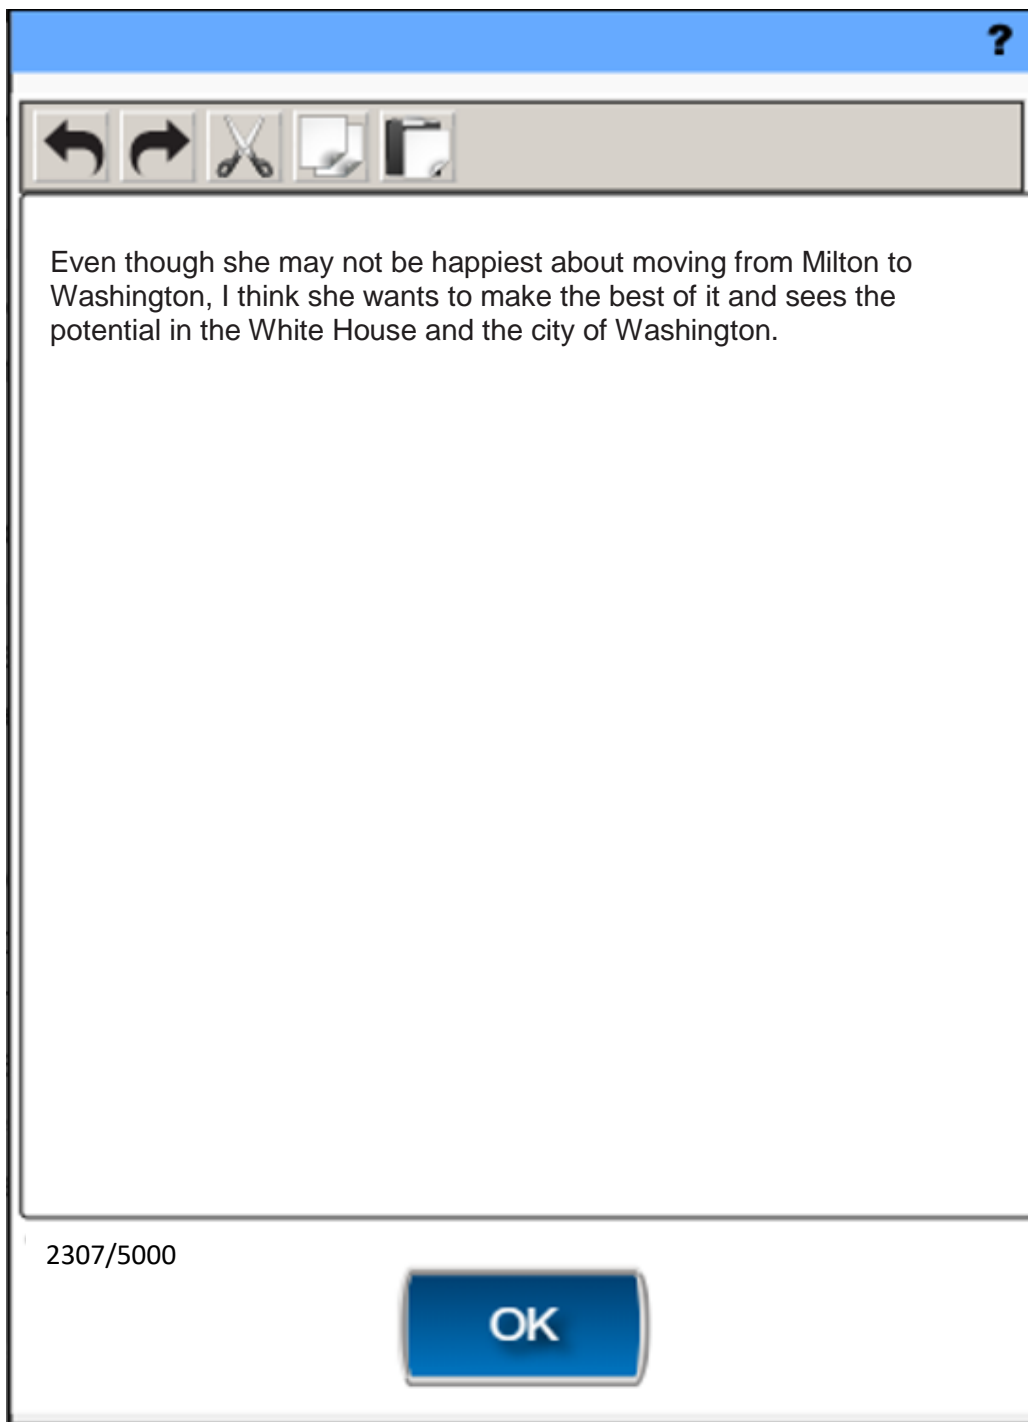 ?
Even though she may not be happiest about moving from Milton to
Washington, I think she wants to make the best of it and sees the
potential in the White House and the city of Washington.
2307/5000
OK